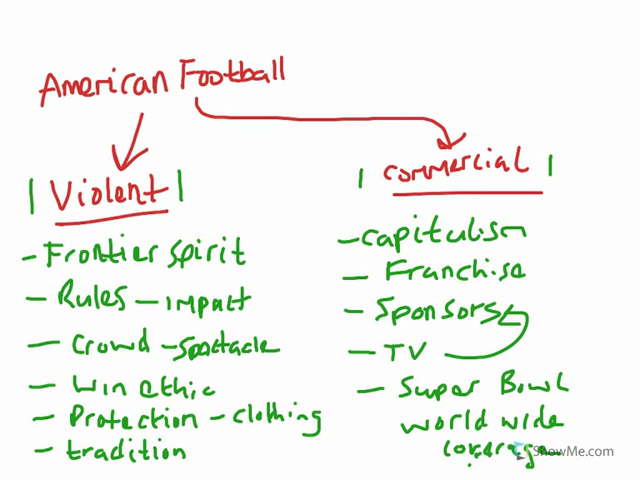 American Football
| Violent |
- Frontier spirit
- Rules - impact
- Crowd - spectacle
- Win ethic
- Protection - clothing
- tradition
| commercial |
- capitalism
- Franchise
- Sponsors
- TV
- Super Bowl
world wide
ShowMe.com